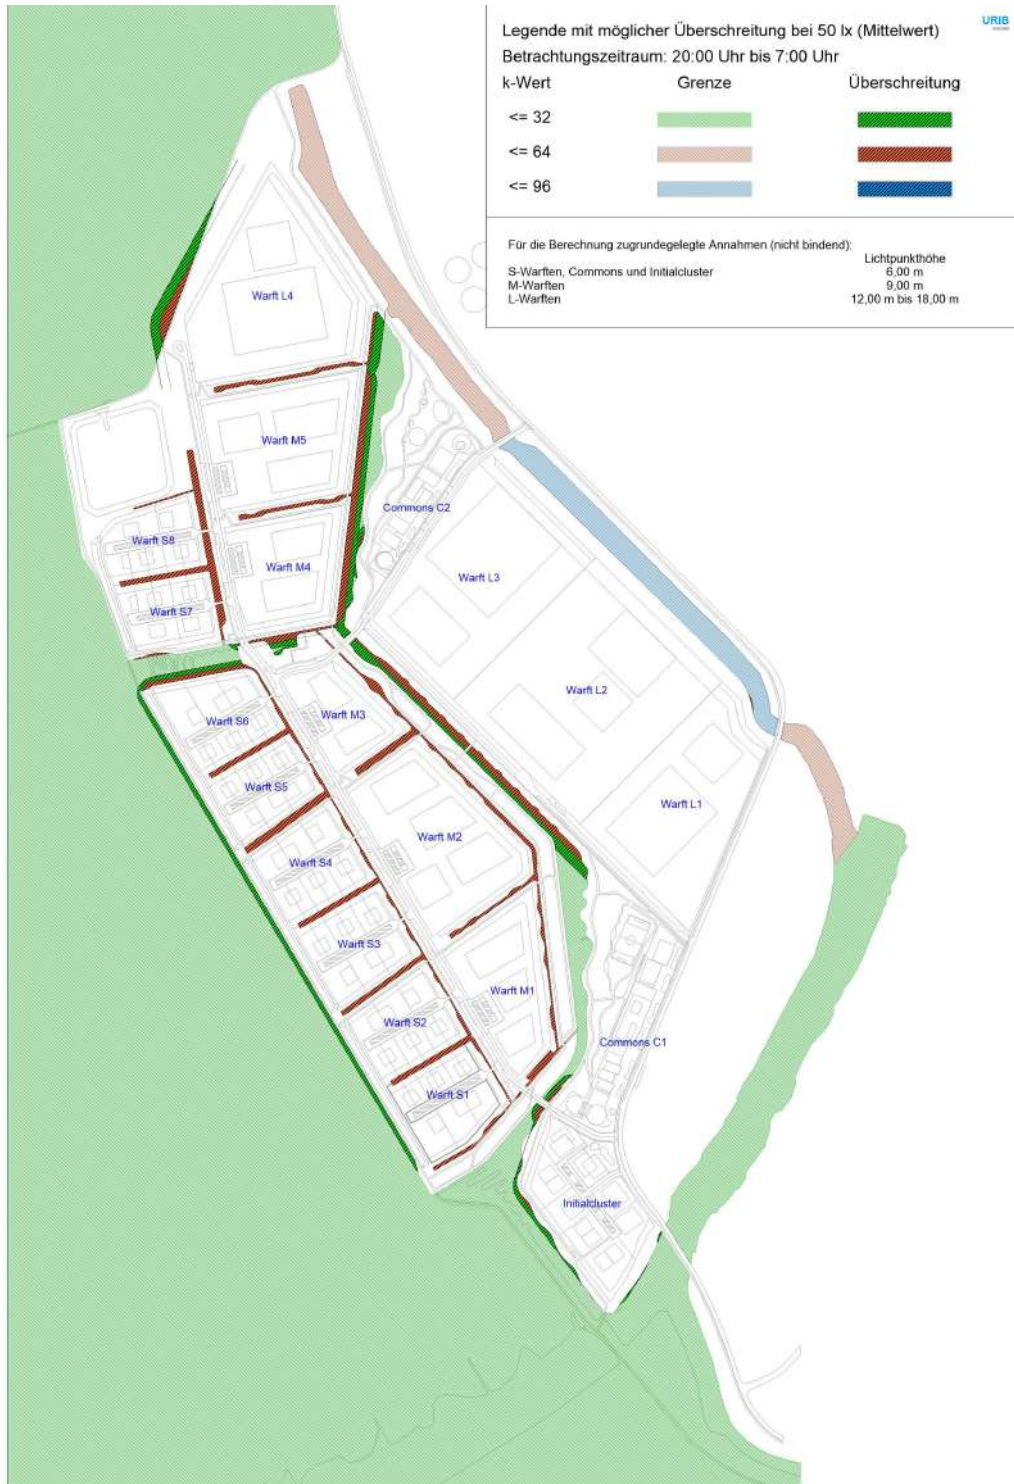 URIB
Legende mit möglicher Überschreitung bei 50 lx (Mittelwert)
Betrachtungszeitraum: 20:00 Uhr bis 7:00 Uhr
k-Wert Grenze Überschreitung
<= 32
<= 64
<= 96
Für die Berechnung zugrundegelegte Annahmen (nicht bindend):
Lichtpunkthöhe
S-Warften, Commons und Initialcluster 6,00 m
M-Warften 9,00 m
L-Warften 12,00 m bis 18,00 m
Warft L4
Warft M5
Commons C2
Warft S8
Warft M4
Warft L3
Warft S7
Warft L2
Warft M3
Warft S6
Warft S5
Warft L1
Warft M2
Warft S4
Warft S3
Warft M1
Warft S2
Commons C1
Warft S1
Initialcluster